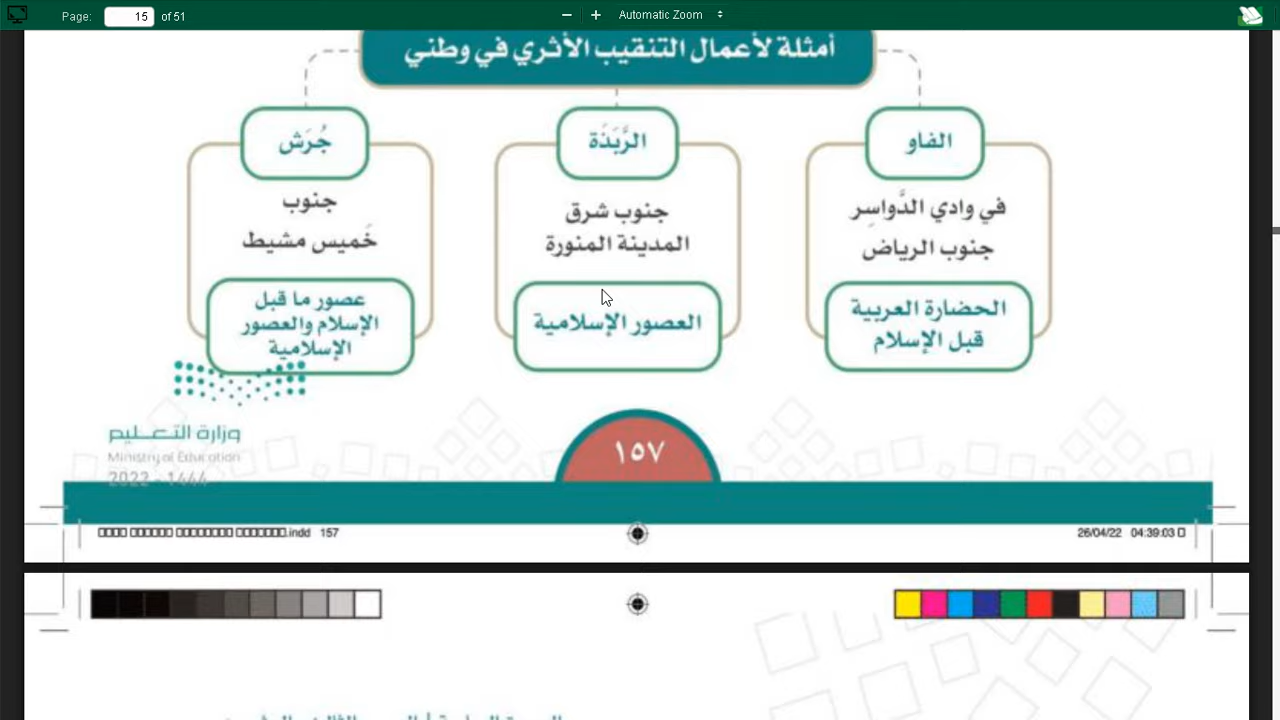 Page: 15 of 51
Automatic Zoom
أمثلة لأعمال التنقيب الأثري في وطني
الفاو
في وادي الدَّواسِر
جنوب الرياض
الحضارة العربية
قبل الإسلام
الرَّبَذَة
جنوب شرق
المدينة المنورة
العصور الإسلامية
جُرَش
جنوب
خَميس مشيط
عصور ما قبل
الإسلام والعصور
الإسلامية
وزارة التعليم
Ministry of Education
2022 - 1444
١٥٧
.indd 157
26/04/22 04:39:03